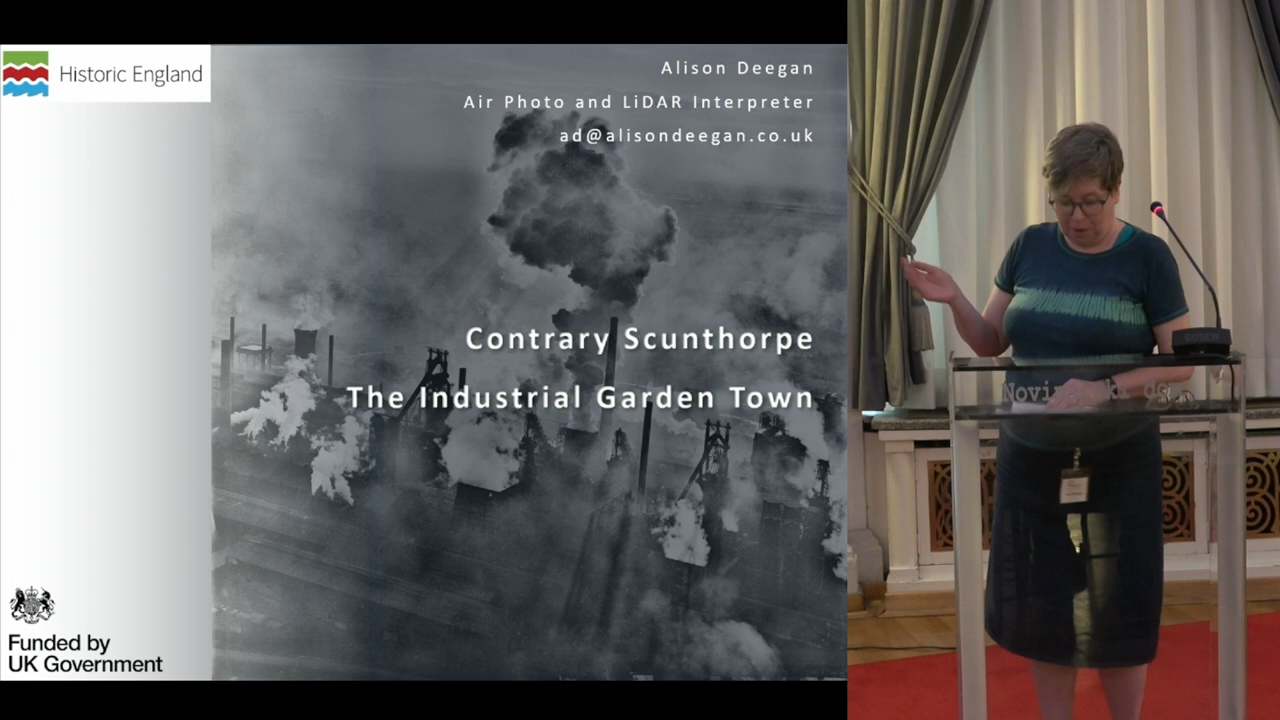 Historic England
Alison Deegan
Air Photo and LiDAR Interpreter
ad@alisondeegan.co.uk
Contrary Scunthorpe
The Industrial Garden Town
Funded by
UK Government
BOSCH